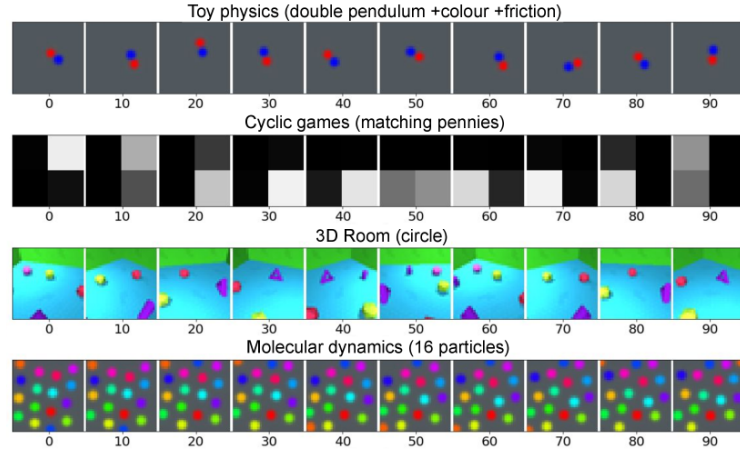 Toy physics (double pendulum +colour +friction)
0 10 20 30 40 50 60 70 80 90
Cyclic games (matching pennies)
0 10 20 30 40 50 60 70 80 90
3D Room (circle)
0 10 20 30 40 50 60 70 80 90
Molecular dynamics (16 particles)
0 10 20 30 40 50 60 70 80 90